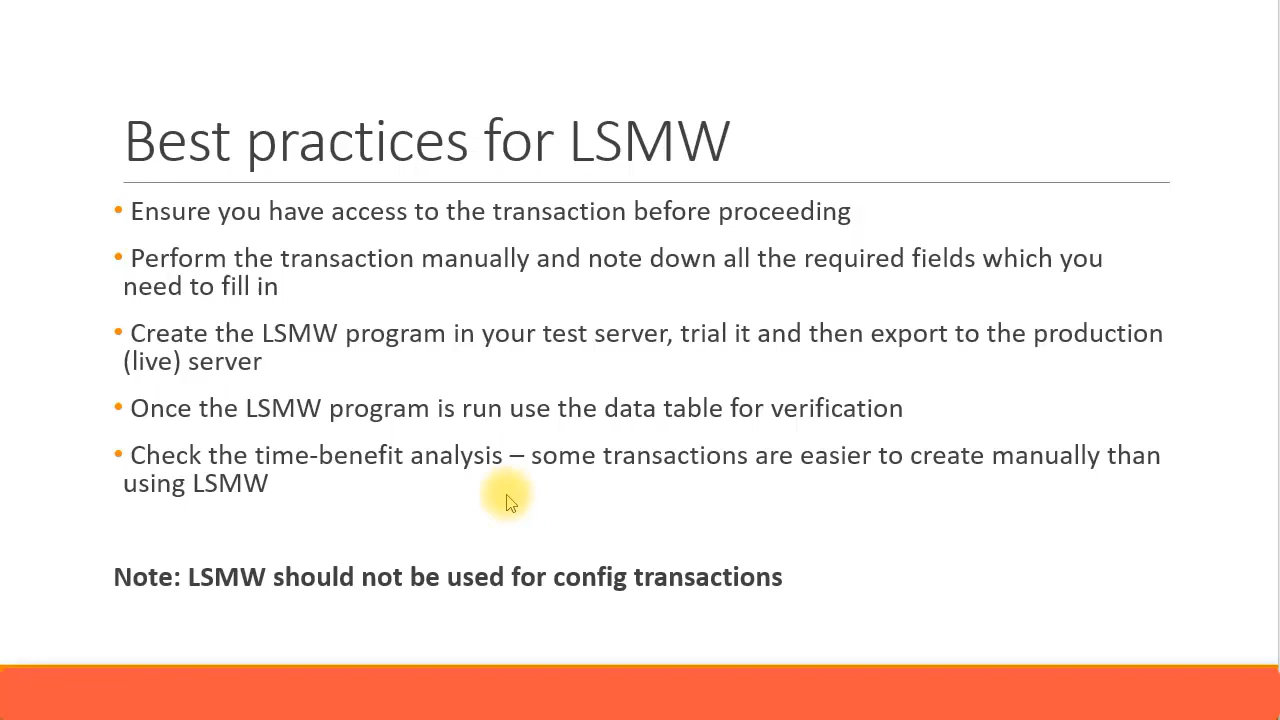 Best practices for LSMW
• Ensure you have access to the transaction before proceeding
• Perform the transaction manually and note down all the required fields which you
need to fill in
• Create the LSMW program in your test server, trial it and then export to the production
(live) server
• Once the LSMW program is run use the data table for verification
• Check the time-benefit analysis – some transactions are easier to create manually than
using LSMW
Note: LSMW should not be used for config transactions